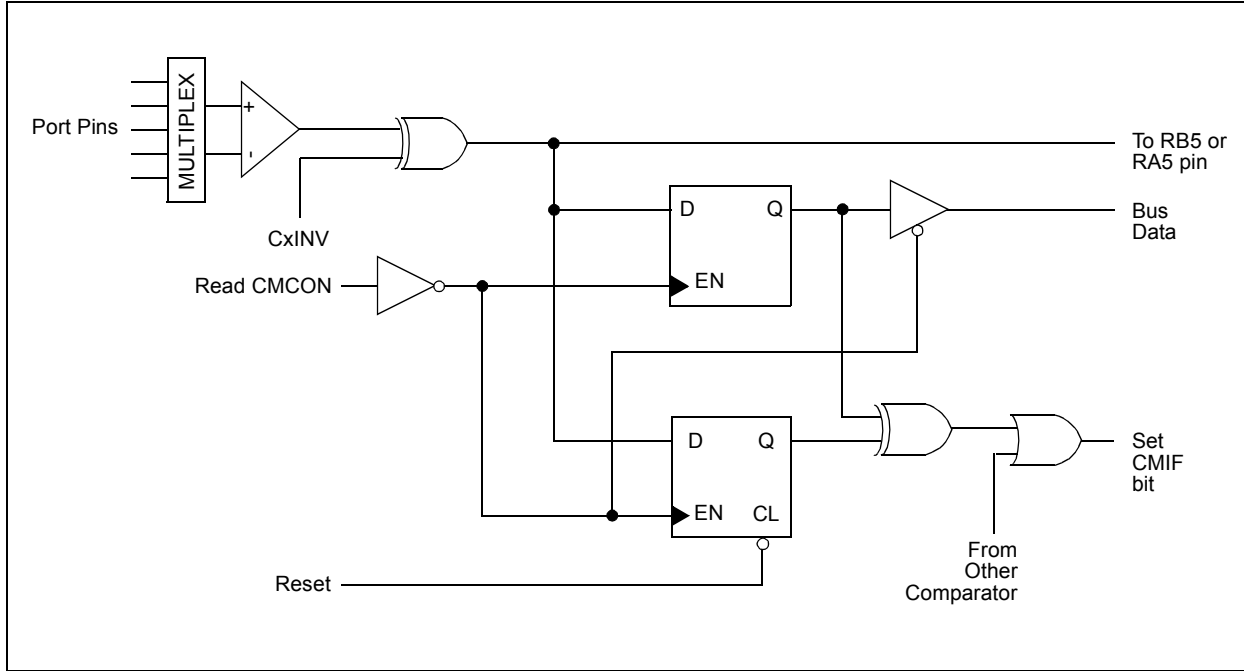 MULTIPLEX
+
-
Port Pins
To RB5 or
RA5 pin
D
Q
Bus
Data
CxINV
EN
Read CMCON
D
Q
Set
CMIF
bit
EN
CL
From
Other
Comparator
Reset